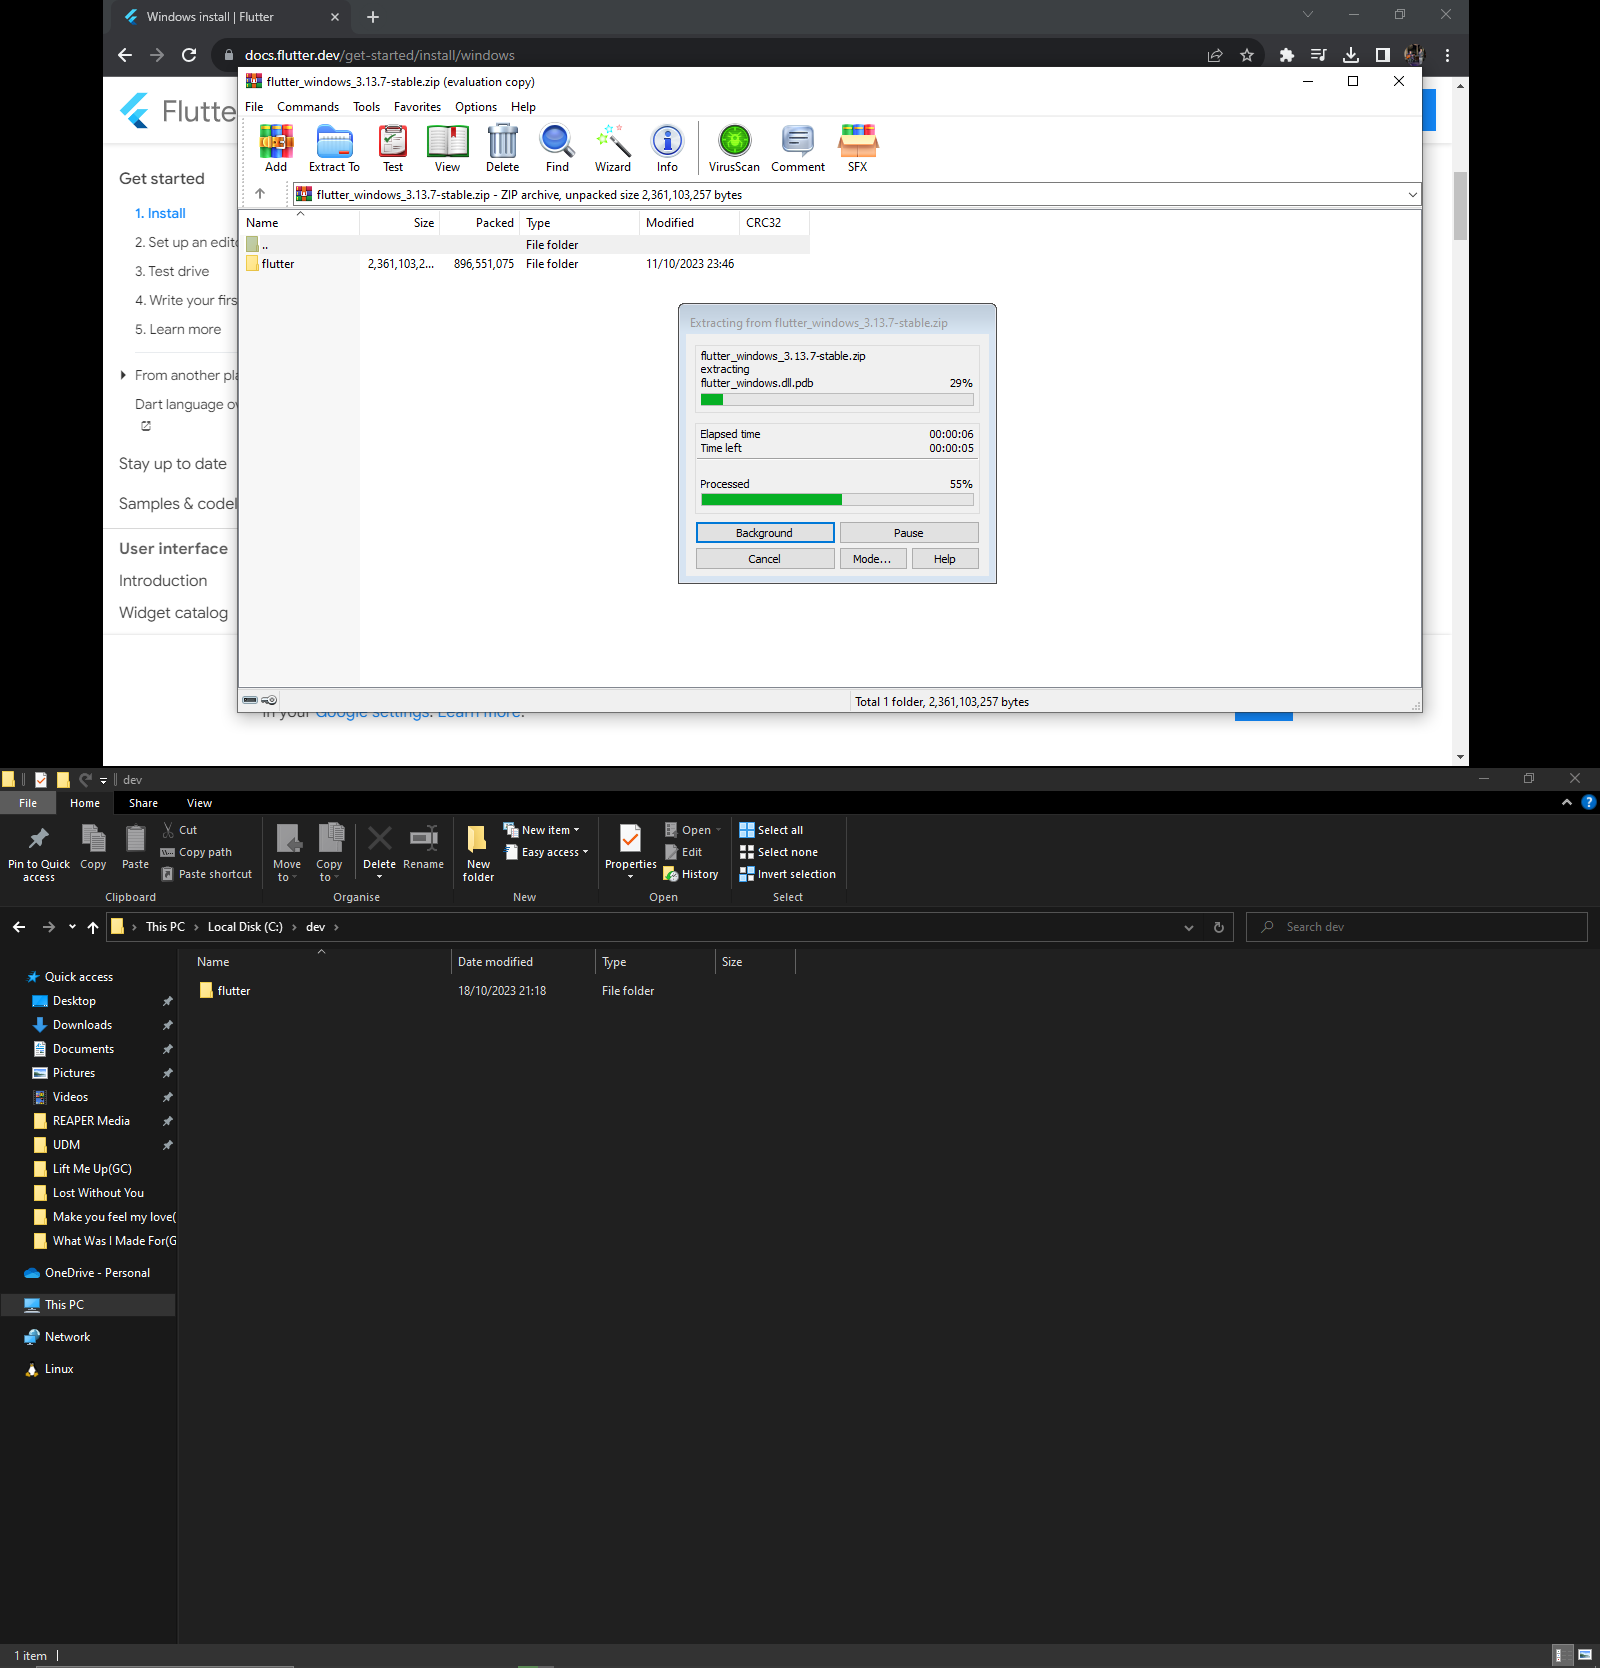 Windows install | Flutter
docs.flutter.dev/get-started/install/windows
flutter_windows_3.13.7-stable.zip (evaluation copy)
File Commands Tools Favorites Options Help
Flutte
Add Extract To Test View Delete Find Wizard Info VirusScan Comment SFX
flutter_windows_3.13.7-stable.zip - ZIP archive, unpacked size 2,361,103,257 bytes
Name Size Packed Type Modified CRC32
.. File folder
flutter 2,361,103,2... 896,551,075 File folder 11/10/2023 23:46
Get started
1. Install
2. Set up an edito
3. Test drive
4. Write your firs
5. Learn more
From another pla
Dart language ov
Stay up to date
Samples & codel
User interface
Introduction
Widget catalog
Extracting from flutter_windows_3.13.7-stable.zip
flutter_windows_3.13.7-stable.zip
extracting
flutter_windows.dll.pdb 29%
Elapsed time 00:00:06
Time left 00:00:05
Processed 55%
Background Pause
Cancel Mode... Help
Total 1 folder, 2,361,103,257 bytes
in your Google settings. Learn more.
dev
File Home Share View
Pin to Quick access
Copy
Paste
Cut
Copy path
Paste shortcut
Clipboard
Move to
Copy to
Delete
Rename
Organise
New folder
New item
Easy access
New
Properties
Open
Edit
History
Open
Select all
Select none
Invert selection
Select
This PC > Local Disk (C:) > dev >
Search dev
Name Date modified Type Size
flutter 18/10/2023 21:18 File folder
Quick access
Desktop
Downloads
Documents
Pictures
Videos
REAPER Media
UDM
Lift Me Up(GC)
Lost Without You
Make you feel my love(
What Was I Made For(G
OneDrive - Personal
This PC
Network
Linux
1 item